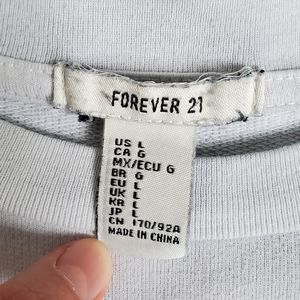 FOREVER 21
US L
CA G
MX/ECU G
BR G
EU L
UK L
KR L
JP L
CN 170/92A
MADE IN CHINA